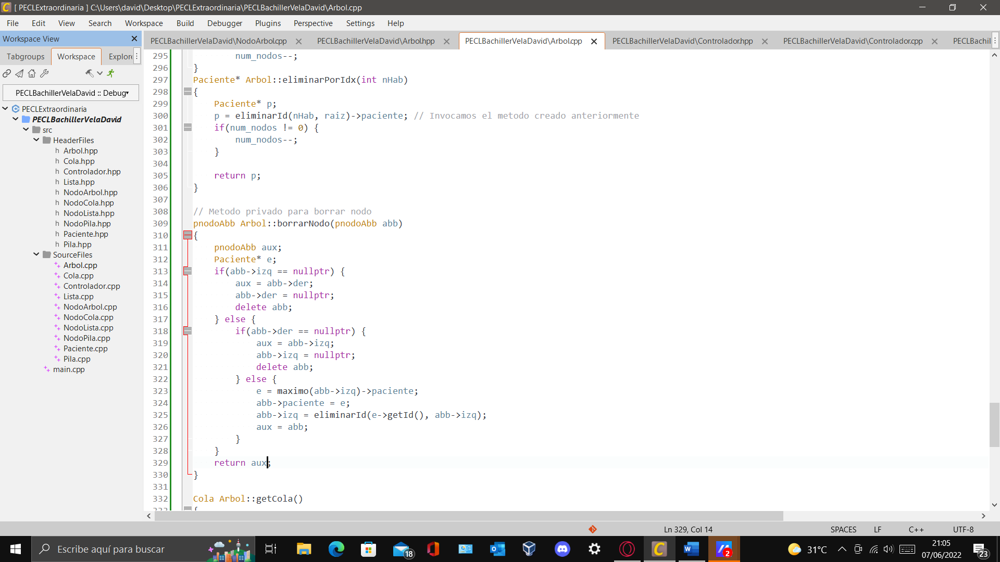 [ PECLExtraordinaria ] C:\Users\david\Desktop\PECLExtraordinaria\PECLBachillerVelaDavid\Arbol.cpp
File Edit View Search Workspace Build Debugger Plugins Perspective Settings Help
Workspace View
PECLBachillerVelaDavid\NodoArbol.cpp PECLBachillerVelaDavid\Arbol.hpp PECLBachillerVelaDavid\Arbol.cpp PECLBachillerVelaDavid\Controlador.hpp PECLBachillerVelaDavid\Controlador.cpp PECLBachil
Tabgroups Workspace Explore
PECLBachillerVelaDavid :: Debug
PECLExtraordinaria
PECLBachillerVelaDavid
src
HeaderFiles
h Arbol.hpp
h Cola.hpp
h Controlador.hpp
h Lista.hpp
h NodoArbol.hpp
h NodoCola.hpp
h NodoLista.hpp
h NodoPila.hpp
h Paciente.hpp
h Pila.hpp
SourceFiles
Arbol.cpp
Cola.cpp
Controlador.cpp
Lista.cpp
NodoArbol.cpp
NodoCola.cpp
NodoLista.cpp
NodoPila.cpp
Paciente.cpp
Pila.cpp
main.cpp
295 num_nodos--;
296 }
297 Paciente* Arbol::eliminarPorIdx(int nHab)
298 {
299 Paciente* p;
300 p = eliminarId(nHab, raiz)->paciente; // Invocamos el metodo creado anteriormente
301 if(num_nodos != 0) {
302 num_nodos--;
303 }
304
305 return p;
306 }
307
308 // Metodo privado para borrar nodo
309 pnodoAbb Arbol::borrarNodo(pnodoAbb abb)
310 {
311 pnodoAbb aux;
312 Paciente* e;
313 if(abb->izq == nullptr) {
314 aux = abb->der;
315 abb->der = nullptr;
316 delete abb;
317 } else {
318 if(abb->der == nullptr) {
319 aux = abb->izq;
320 abb->izq = nullptr;
321 delete abb;
322 } else {
323 e = maximo(abb->izq)->paciente;
324 abb->paciente = e;
325 abb->izq = eliminarId(e->getId(), abb->izq);
326 aux = abb;
327 }
328 }
329 return aux;
330 }
331
332 Cola Arbol::getCola()
333 {
Ln 329, Col 14 SPACES LF C++ UTF-8
Escribe aquí para buscar
18
2
31°C
21:05
07/06/2022
23